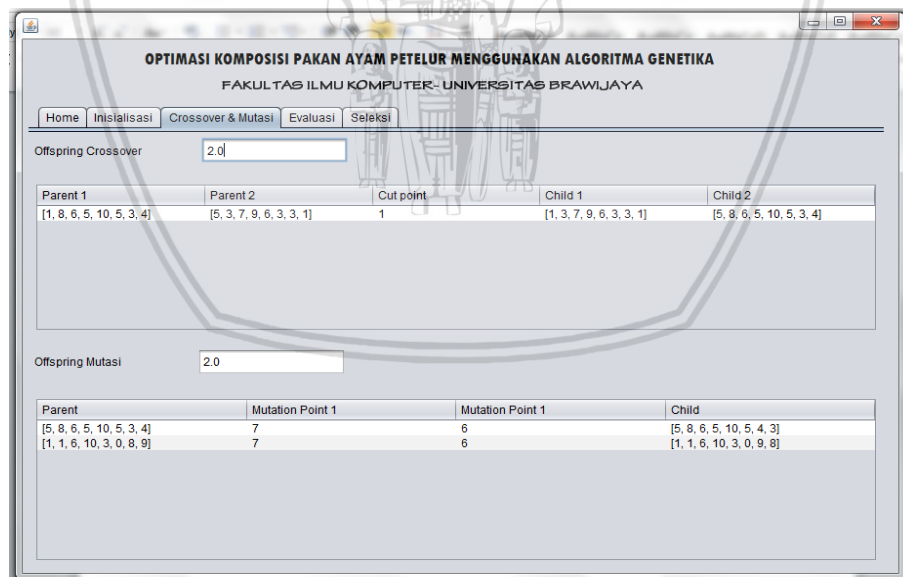 OPTIMASI KOMPOSISI PAKAN AYAM PETELUR MENGGUNAKAN ALGORITMA GENETIKA
FAKULTAS ILMU KOMPUTER- UNIVERSITAS BRAWIJAYA
Home Inisialisasi Crossover & Mutasi Evaluasi Seleksi
Offspring Crossover 2.0
Parent 1 Parent 2 Cut point Child 1 Child 2
[1, 8, 6, 5, 10, 5, 3, 4] [5, 3, 7, 9, 6, 3, 3, 1] 1 [1, 3, 7, 9, 6, 3, 3, 1] [5, 8, 6, 5, 10, 5, 3, 4]
Offspring Mutasi 2.0
Parent Mutation Point 1 Mutation Point 1 Child
[5, 8, 6, 5, 10, 5, 3, 4] 7 6 [5, 8, 6, 5, 10, 5, 4, 3]
[1, 1, 6, 10, 3, 0, 8, 9] 7 6 [1, 1, 6, 10, 3, 0, 9, 8]